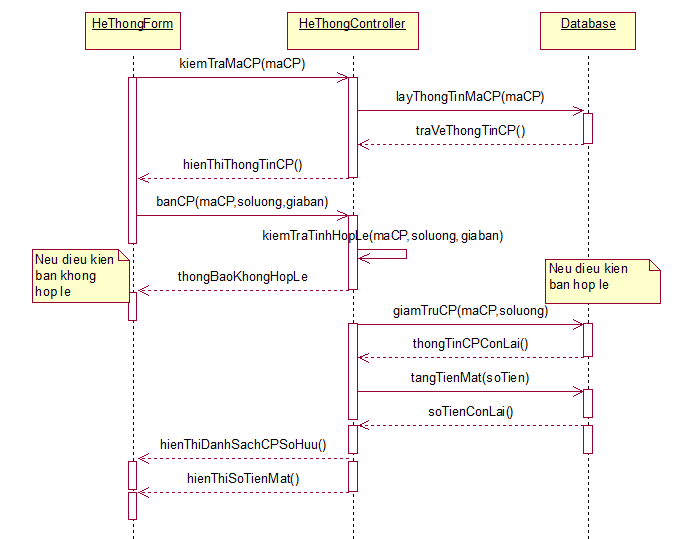 HeThongForm
HeThongController
Database
kiemTraMaCP(maCP)
layThongTinMaCP(maCP)
traVeThongTinCP()
hienThiThongTinCP()
banCP(maCP,soluong,giaban)
kiemTraTinhHopLe(maCP, soluong, giaban)
Neu dieu kien
ban khong
hop le
thongBaoKhongHopLe
Neu dieu kien
ban hop le
giamTruCP(maCP,soluong)
thongTinCPConLai()
tangTienMat(soTien)
soTienConLai()
hienThiDanhSachCPSoHuu()
hienThiSoTienMat()